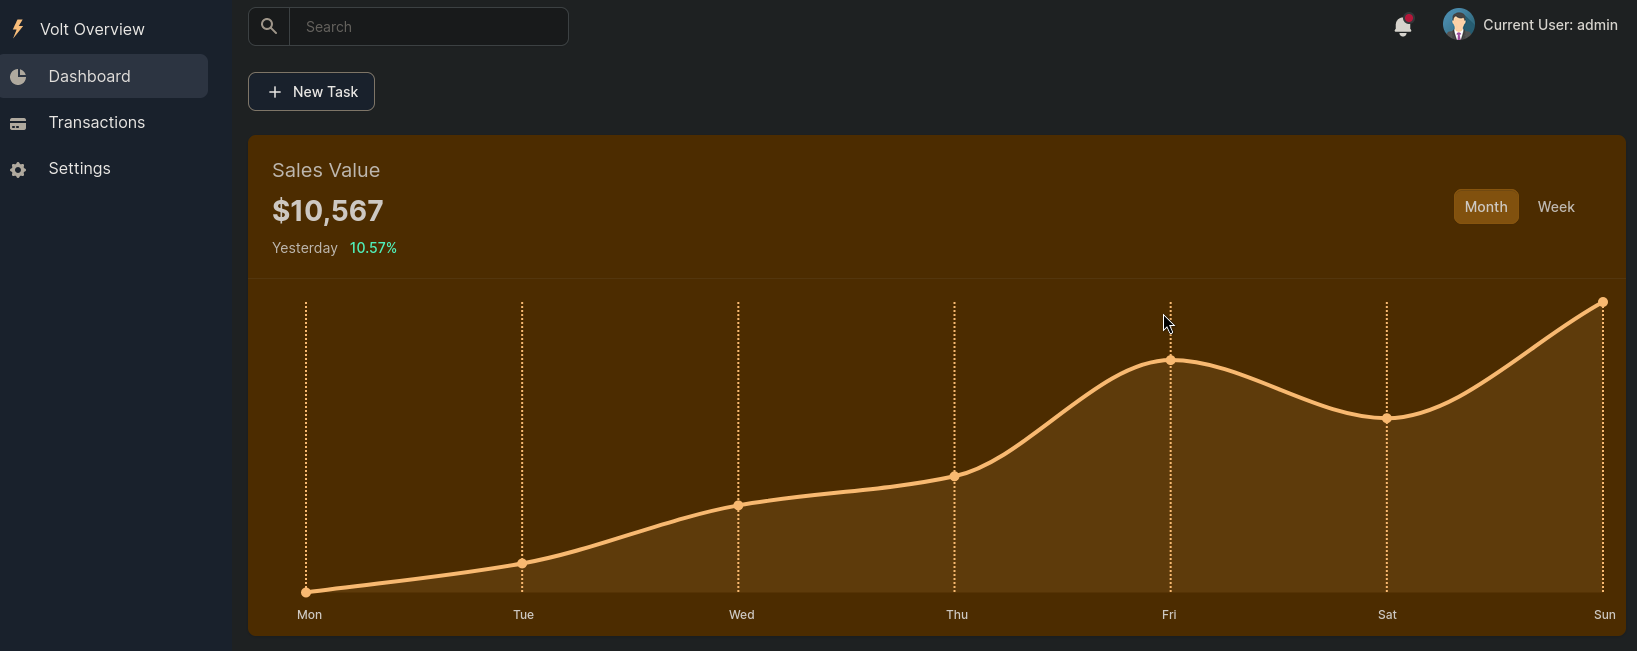 Volt Overview
Dashboard
Transactions
Settings
Search
Current User: admin
New Task
Sales Value
$10,567
Yesterday 10.57%
Month Week
Mon Tue Wed Thu Fri Sat Sun